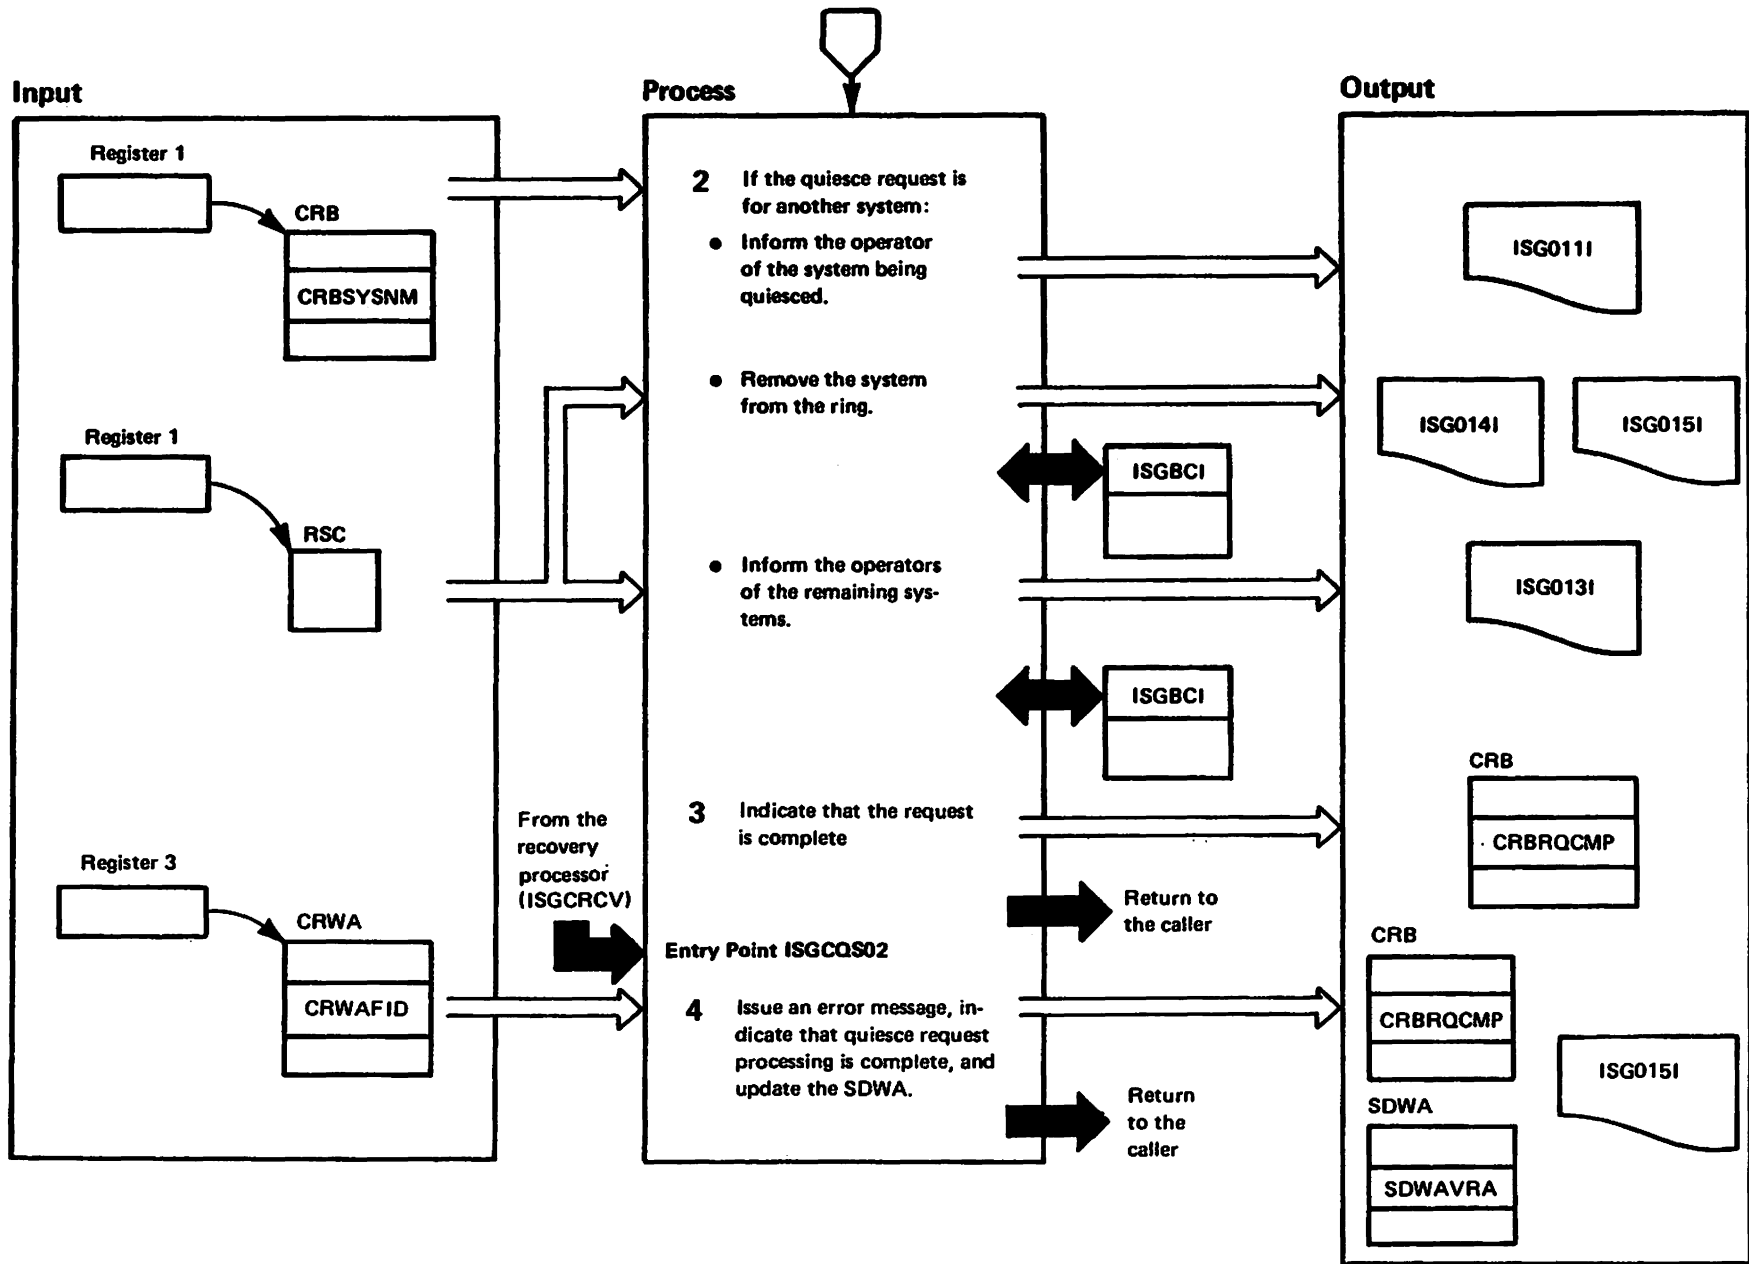 Input
Register 1
CRB
CRBSYSNM
Register 1
RSC
Register 3
CRWA
CRWAFID
From the
recovery
processor
(ISGCRCV)
Process
2 If the quiesce request is
for another system:
• Inform the operator
of the system being
quiesced.
• Remove the system
from the ring.
ISGBCI
• Inform the operators
of the remaining sys-
tems.
ISGBCI
3 Indicate that the request
is complete
Return to
the caller
Entry Point ISGCQS02
4 Issue an error message, in-
dicate that quiesce request
processing is complete, and
update the SDWA.
Return
to the
caller
Output
ISG011I
ISG014I
ISG015I
ISG013I
CRB
CRBRQCMP
CRB
CRBRQCMP
ISG015I
SDWA
SDWAVRA